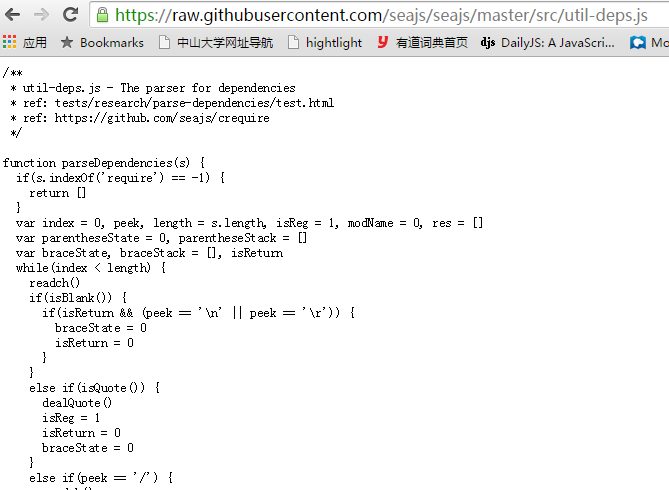 https://raw.githubusercontent.com/seajs/seajs/master/src/util-deps.js
应用 Bookmarks 中山大学网址导航 hightlight 有道词典首页 djs DailyJS: A JavaScri... Mo
/**
 * util-deps.js - The parser for dependencies
 * ref: tests/research/parse-dependencies/test.html
 * ref: https://github.com/seajs/crequire
 */
function parseDependencies(s) {
  if(s.indexOf('require') == -1) {
    return []
  }
  var index = 0, peek, length = s.length, isReg = 1, modName = 0, res = []
  var parentheseState = 0, parentheseStack = []
  var braceState, braceStack = [], isReturn
  while(index < length) {
    readch()
    if(isBlank()) {
      if(isReturn && (peek == '\n' || peek == '\r')) {
        braceState = 0
        isReturn = 0
      }
    }
    else if(isQuote()) {
      dealQuote()
      isReg = 1
      isReturn = 0
      braceState = 0
    }
    else if(peek == '/') {